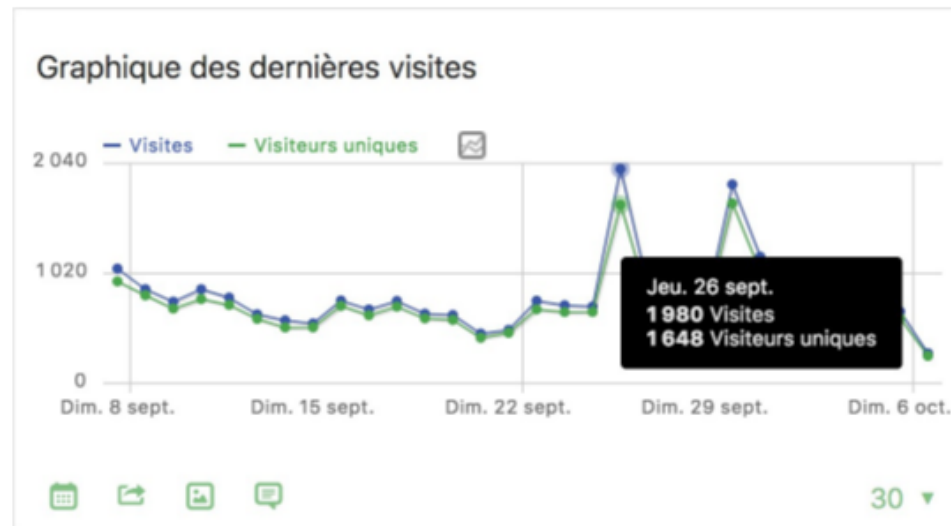 Graphique des dernières visites
Visites Visiteurs uniques
2 040
1 020
Jeu. 26 sept.
1 980 Visites
1 648 Visiteurs uniques
0
Dim. 8 sept. Dim. 15 sept. Dim. 22 sept. Dim. 29 sept. Dim. 6 oct.
30